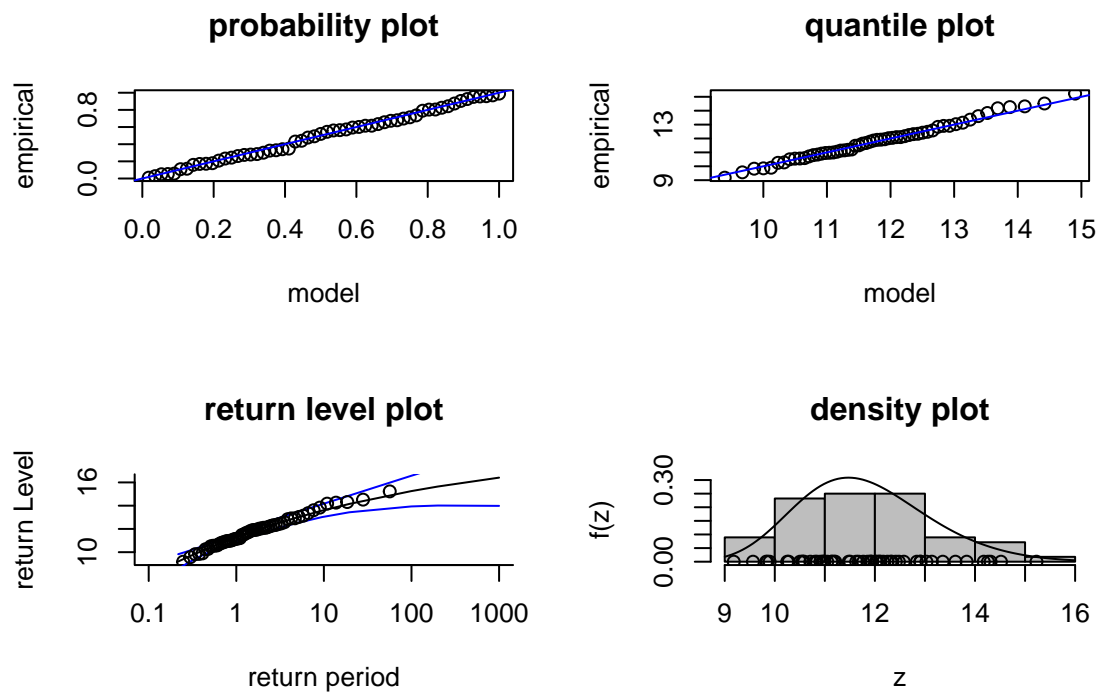 probability plot
empirical
0.0
0.8
0.0 0.2 0.4 0.6 0.8 1.0
model
quantile plot
empirical
9
13
10 11 12 13 14 15
model
return level plot
return Level
10
16
0.1 1 10 100 1000
return period
density plot
f(z)
0.00
0.30
9 10 12 14 16
z